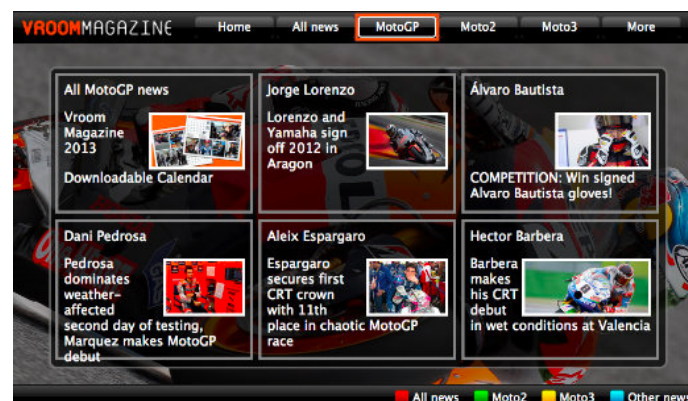 VROOMMAGAZINE
Home
All news
MotoGP
Moto2
Moto3
More
All MotoGP news
Vroom
Magazine
2013
Downloadable Calendar
Jorge Lorenzo
Lorenzo and
Yamaha sign
off 2012 in
Aragon
Álvaro Bautista
COMPETITION: Win signed
Alvaro Bautista gloves!
Dani Pedrosa
Pedrosa
dominates
weather-
affected
second day of testing,
Marquez makes MotoGP
debut
Aleix Espargaro
Espargaro
secures first
CRT crown
with 11th
place in chaotic MotoGP
race
Hector Barbera
Barbera
makes
his CRT
debut
in wet conditions at Valencia
All news
Moto2
Moto3
Other news